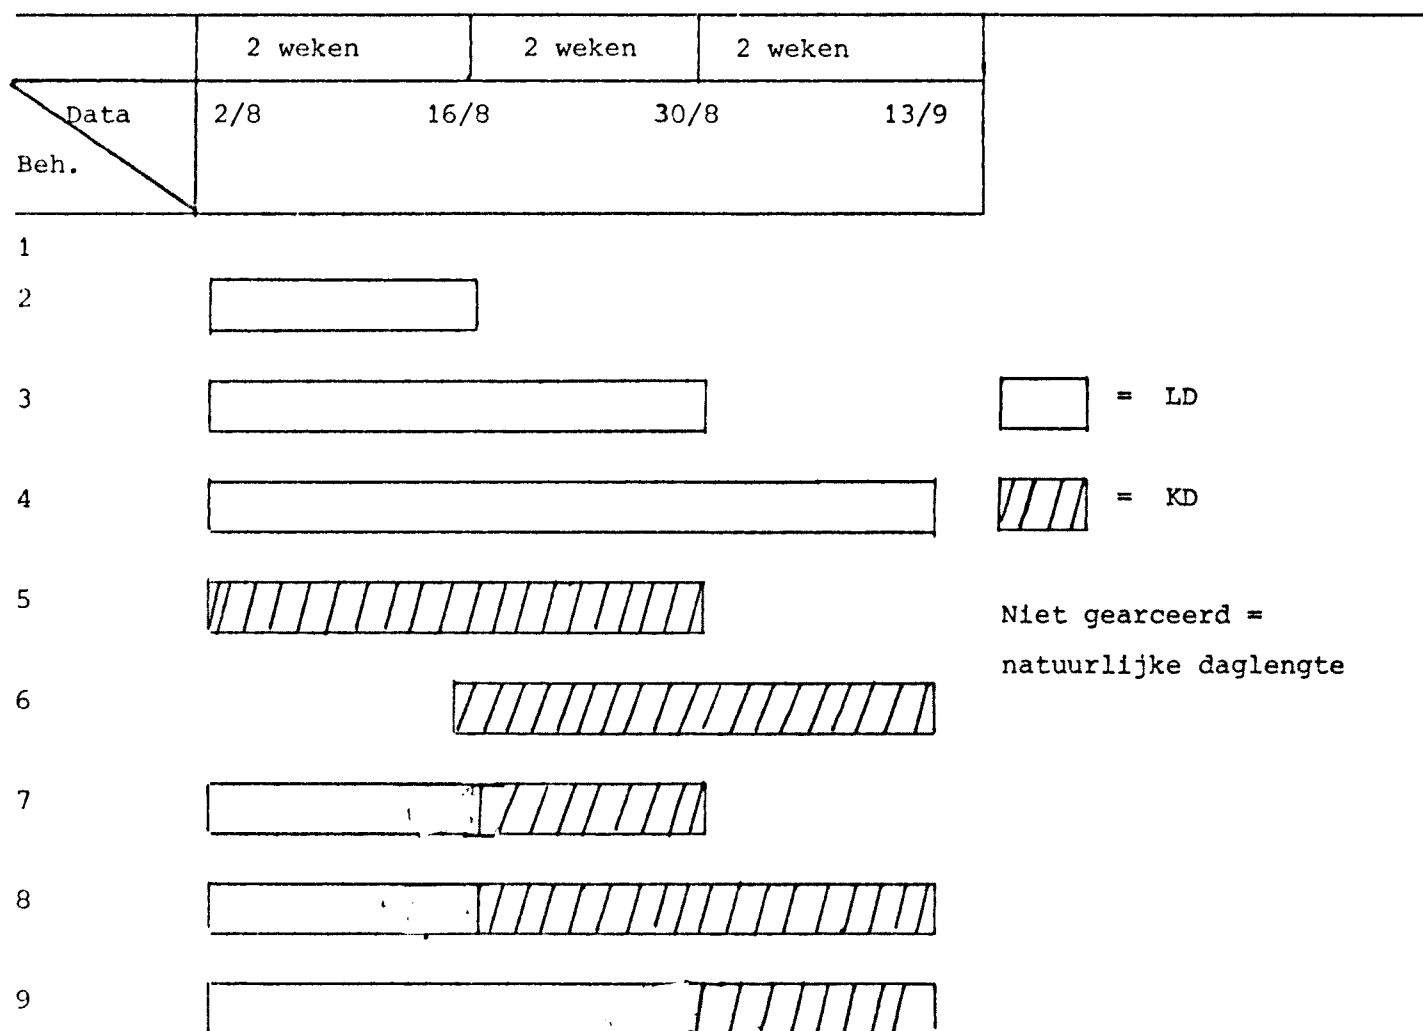 2 weken 2 weken 2 weken
Data 2/8 16/8 30/8 13/9
Beh.
1
2
3
= LD
4
= KD
5
Niet gearceerd =
natuurlijke daglengte
6
7
8
9